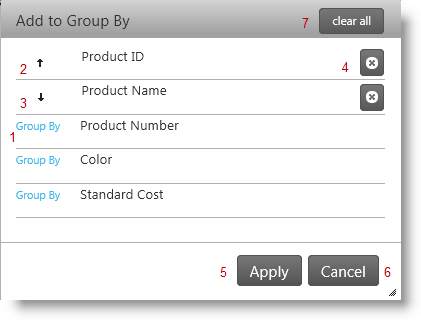 Add to Group By 7 clear all
2 Product ID 4
3 Product Name
1 Group By Product Number
Group By Color
Group By Standard Cost
5 Apply Cancel 6